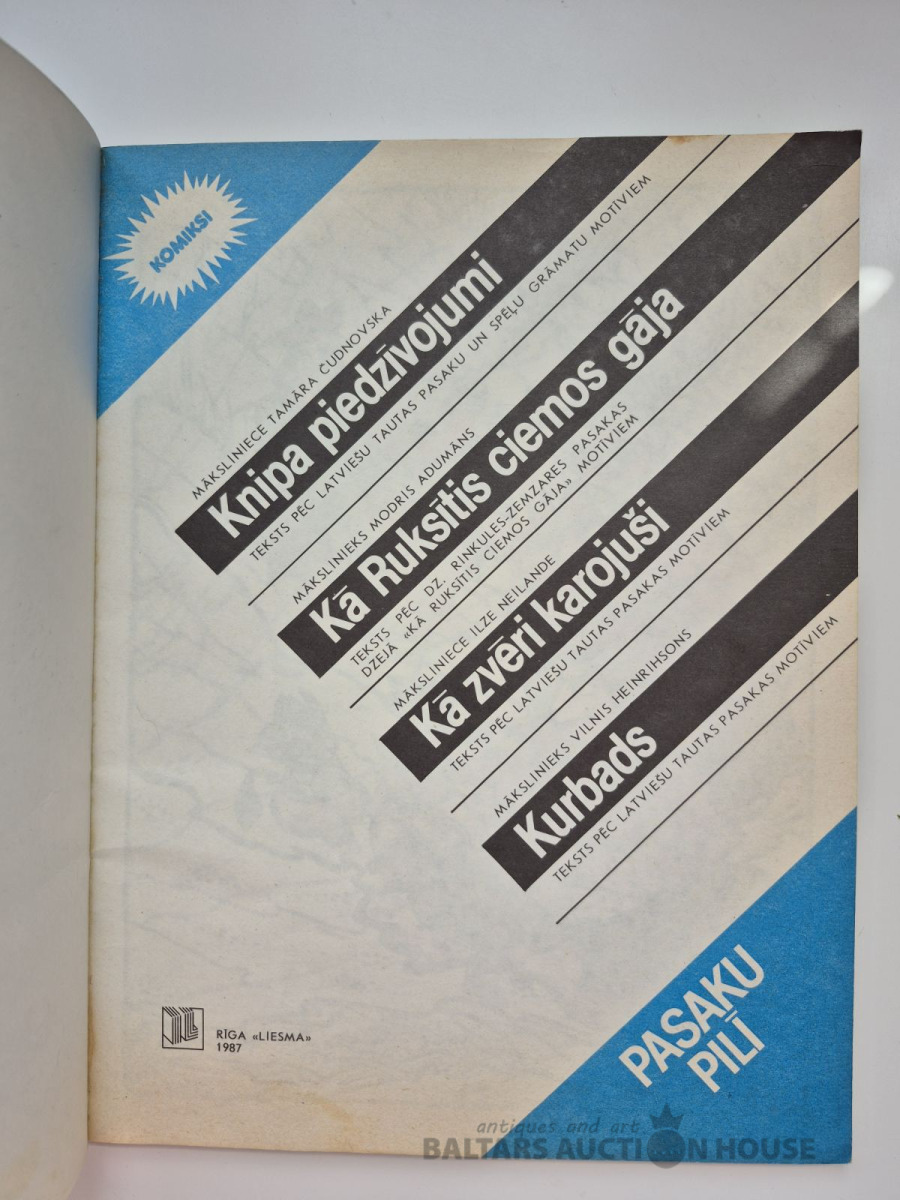 KOMIKSI
MĀKSLINIECE TAMĀRA ČUDNOVSKA
Knipa piedzīvojumi
TEKSTS PĒC LATVIEŠU TAUTAS PASAKU UN SPĒĻU GRĀMATU MOTĪVIEM
MĀKSLINIEKS MODRIS ADUMĀNS
Kā Ruksītis ciemos gāja
TEKSTS PĒC DZ. RINKULES-ZEMZARES PASAKAS
DZEJĀ «KĀ RUKSĪTIS CIEMOS GĀJA» MOTĪVIEM
MĀKSLINIECE ILZE NEILANDE
Kā zvēri karojuši
TEKSTS PĒC LATVIEŠU TAUTAS PASAKAS MOTĪVIEM
MĀKSLINIEKS VILNIS HEINRIHSONS
Kurbads
TEKSTS PĒC LATVIEŠU TAUTAS PASAKAS MOTĪVIEM
RĪGA «LIESMA»
1987
PASAKU
PILĪ
antiques and art
BALTARS AUCTION HOUSE